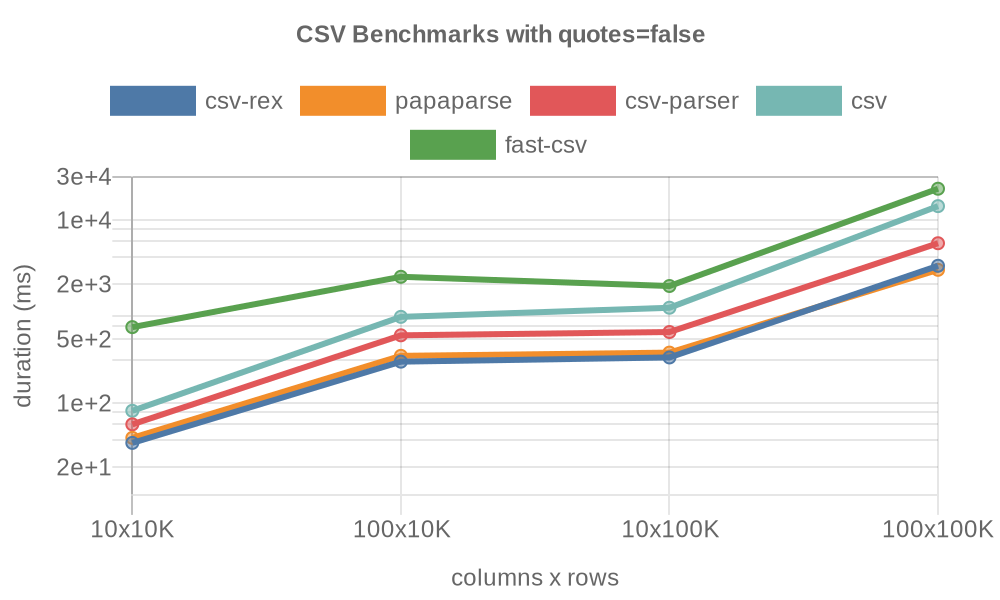 CSV Benchmarks with quotes=false
csv-rex papaparse csv-parser csv
fast-csv
3e+4
1e+4
2e+3
5e+2
1e+2
2e+1
duration (ms)
10x10K 100x10K 10x100K 100x100K
columns x rows